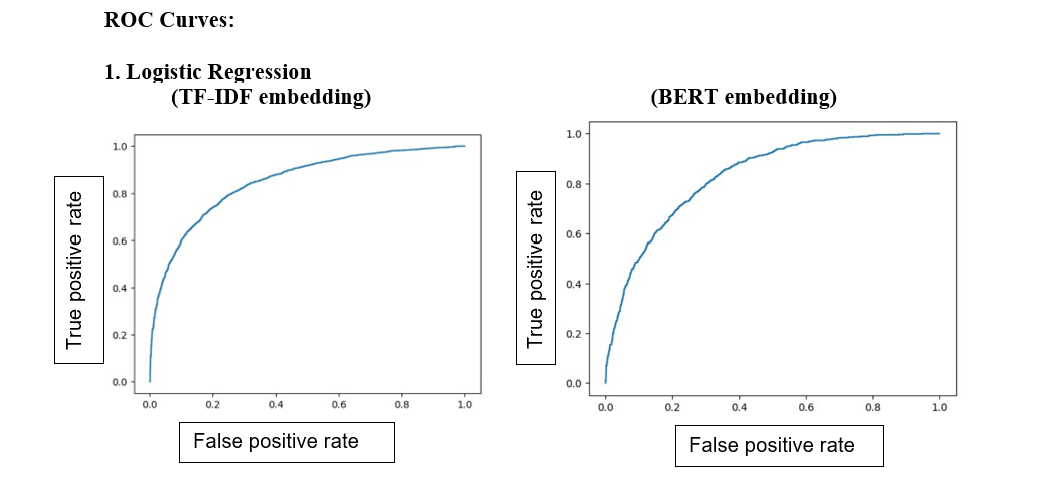 ROC Curves:
1. Logistic Regression
(TF-IDF embedding)
(BERT embedding)
True positive rate
1.0
0.8
0.6
0.4
0.2
0.0
0.0 0.2 0.4 0.6 0.8 1.0
False positive rate
True positive rate
1.0
0.8
0.6
0.4
0.2
0.0
0.0 0.2 0.4 0.6 0.8 1.0
False positive rate